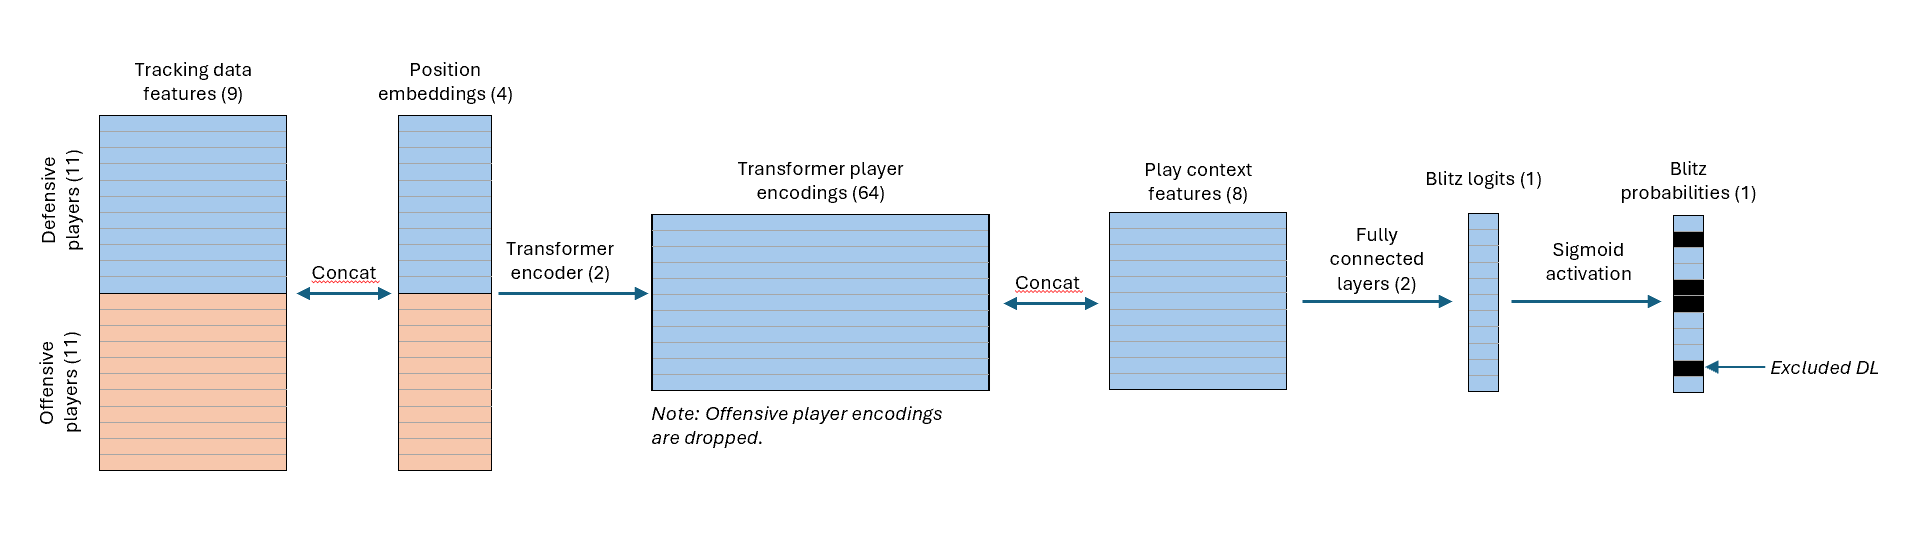 Tracking data
features (9)
Position
embeddings (4)
Defensive
players (11)
Offensive
players (11)
Concat
Transformer
encoder (2)
Transformer player
encodings (64)
Note: Offensive player encodings
are dropped.
Concat
Play context
features (8)
Fully
connected
layers (2)
Blitz logits (1)
Sigmoid
activation
Blitz
probabilities (1)
Excluded DL